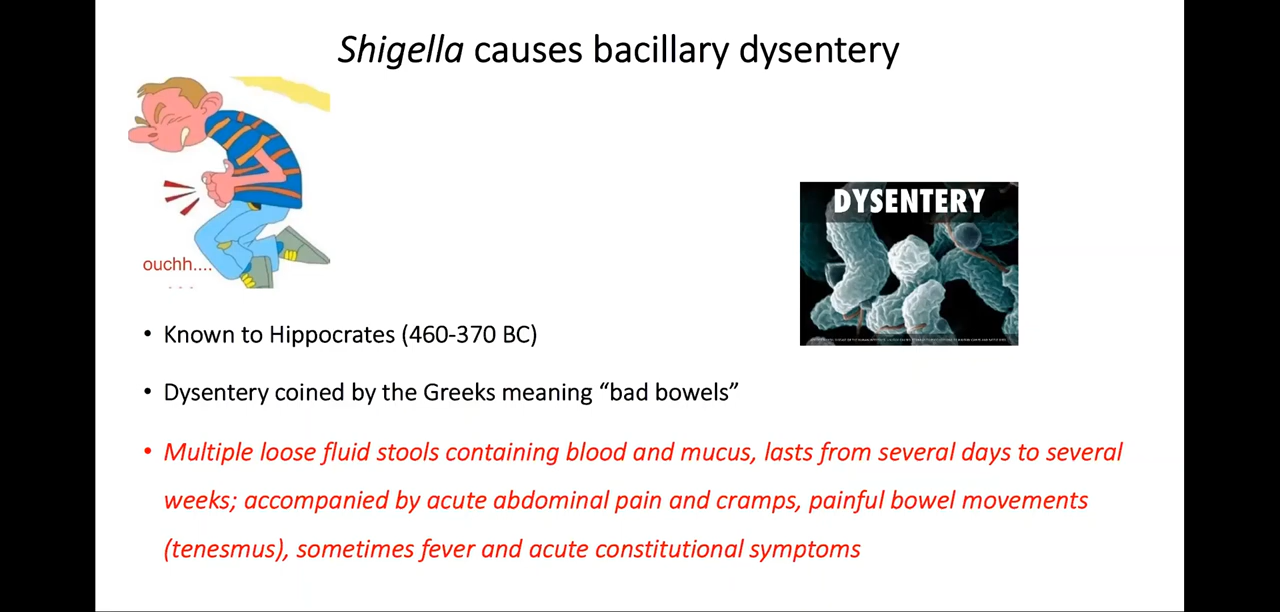 Shigella causes bacillary dysentery
ouchh....
DYSENTERY
• Known to Hippocrates (460-370 BC)
• Dysentery coined by the Greeks meaning “bad bowels”
• Multiple loose fluid stools containing blood and mucus, lasts from several days to several
weeks; accompanied by acute abdominal pain and cramps, painful bowel movements
(tenesmus), sometimes fever and acute constitutional symptoms